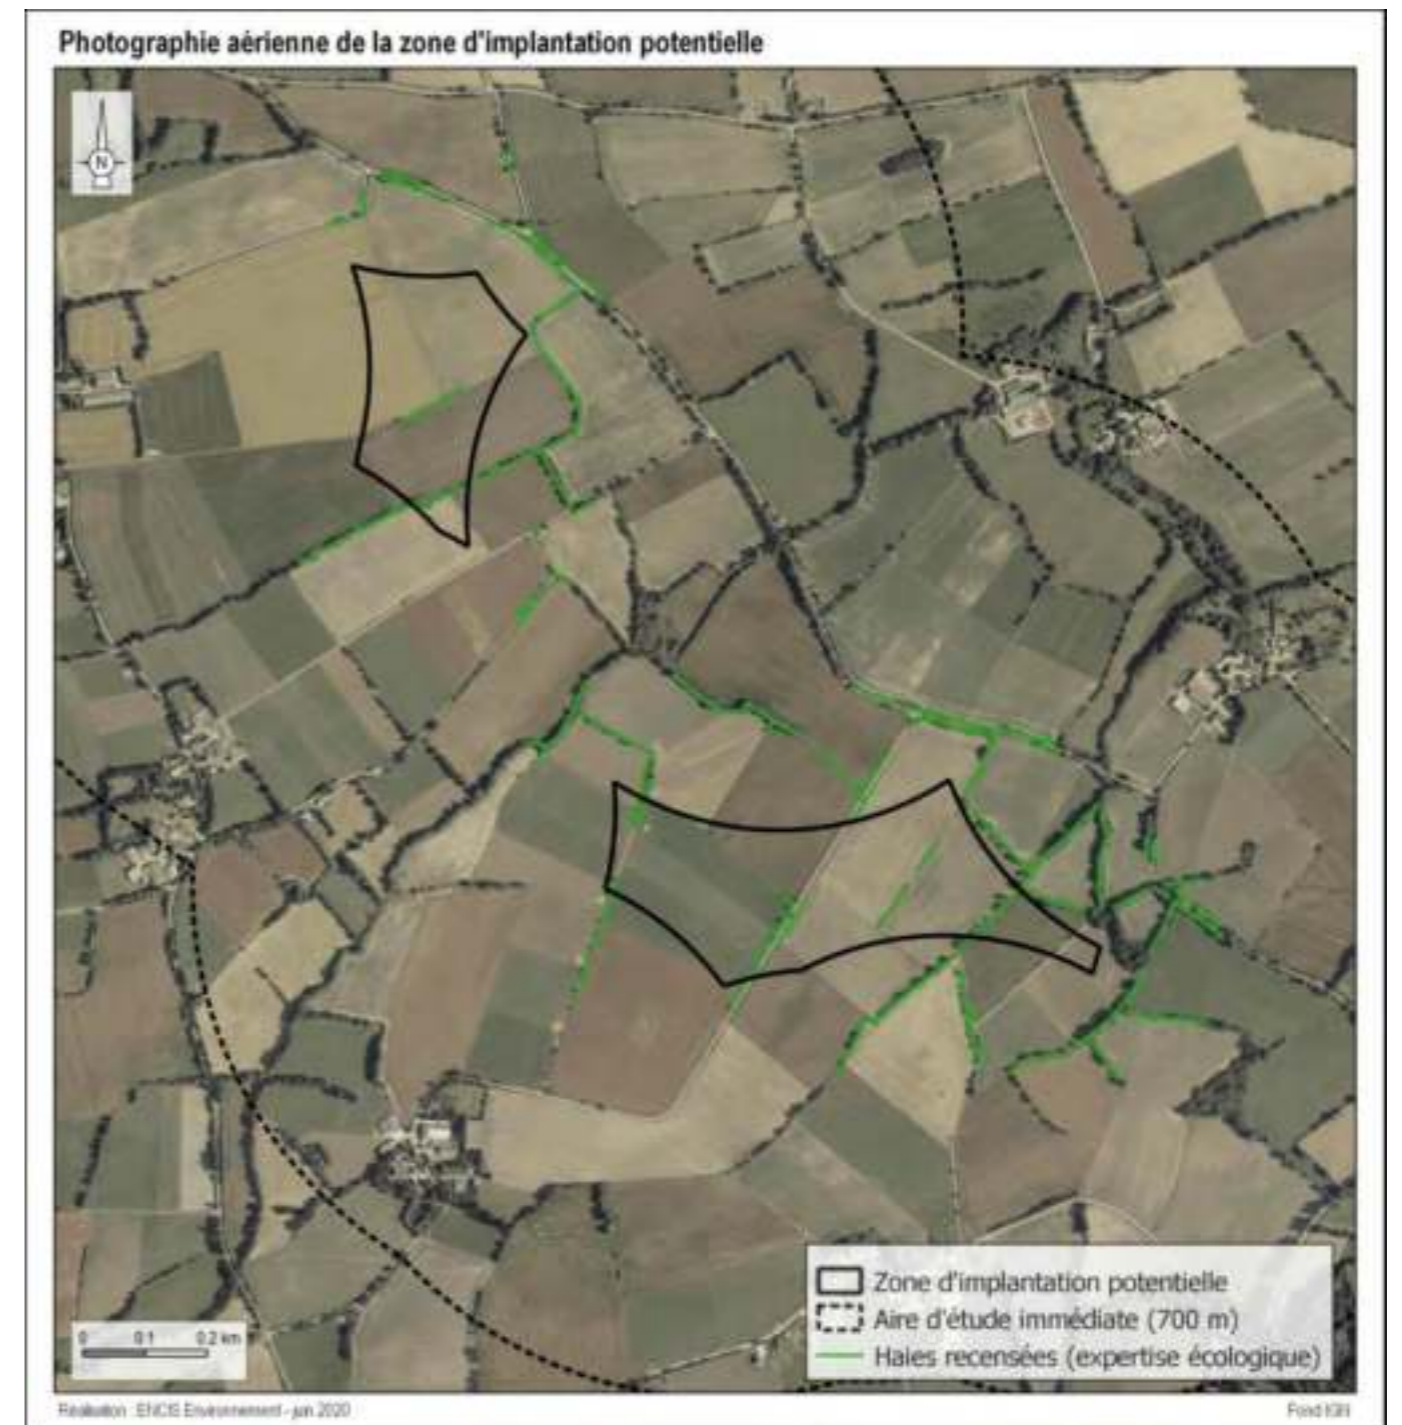 Photographie aérienne de la zone d'implantation potentielle
N
Zone d'implantation potentielle
Aire d'étude immédiate (700 m)
Haies recensées (expertise écologique)
0 0.1 0.2 km
Réalisation : ENCIS Environnement - juin 2020
Fond IGN